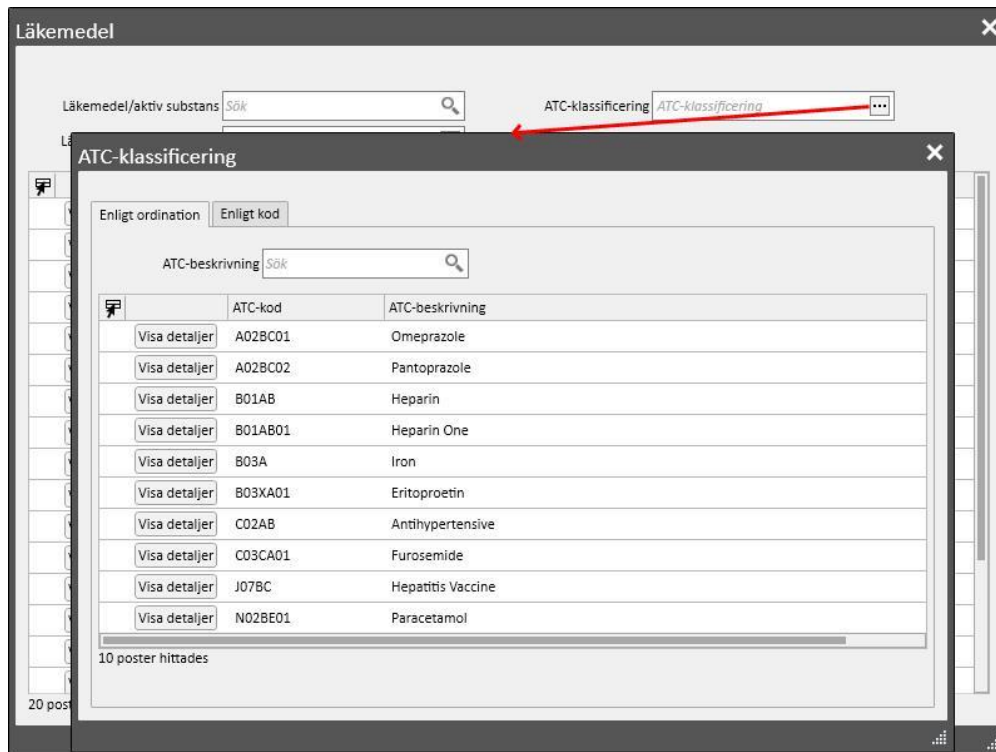 Läkemedel
Läkemedel/aktiv substans Sök ATC-klassificering ATC-klassificering ...
ATC-klassificering
Enligt ordination Enligt kod
ATC-beskrivning Sök
ATC-kod ATC-beskrivning
Visa detaljer A02BC01 Omeprazole
Visa detaljer A02BC02 Pantoprazole
Visa detaljer B01AB Heparin
Visa detaljer B01AB01 Heparin One
Visa detaljer B03A Iron
Visa detaljer B03XA01 Eritoproetin
Visa detaljer C02AB Antihypertensive
Visa detaljer C03CA01 Furosemide
Visa detaljer J07BC Hepatitis Vaccine
Visa detaljer N02BE01 Paracetamol
10 poster hittades
20